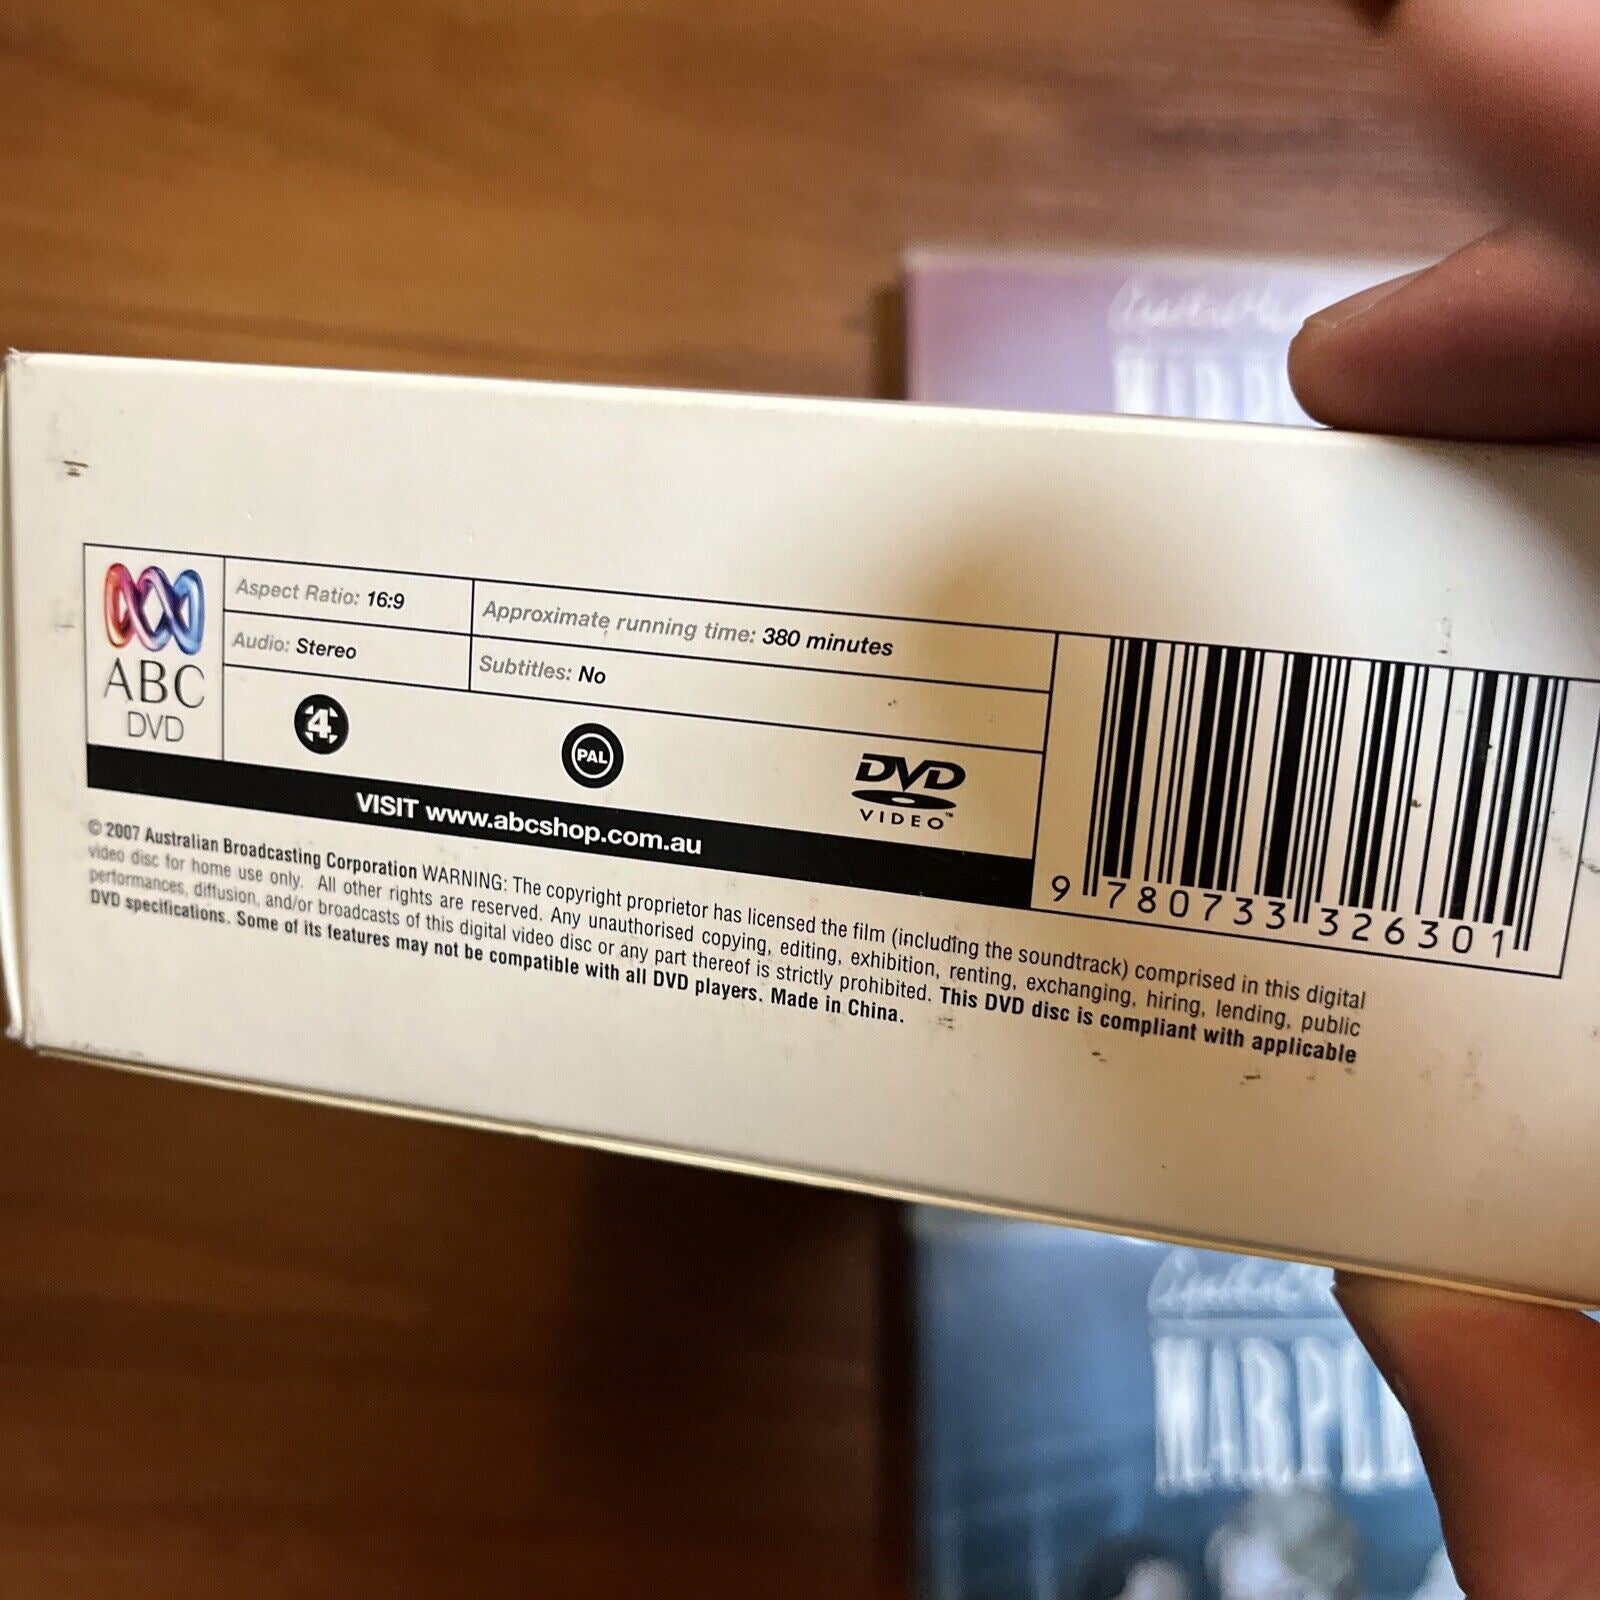 ABC
DVD
Aspect Ratio: 16:9
Approximate running time: 380 minutes
Audio: Stereo
Subtitles: No
4
PAL
DVD
VIDEO™
VISIT www.abcshop.com.au
9 780733 326301
© 2007 Australian Broadcasting Corporation WARNING: The copyright proprietor has licensed the film (including the soundtrack) comprised in this digital
video disc for home use only. All other rights are reserved. Any unauthorised copying, editing, exhibition, renting, exchanging, hiring, lending, public
performances, diffusion, and/or broadcasts of this digital video disc or any part thereof is strictly prohibited. This DVD disc is compliant with applicable
DVD specifications. Some of its features may not be compatible with all DVD players. Made in China.